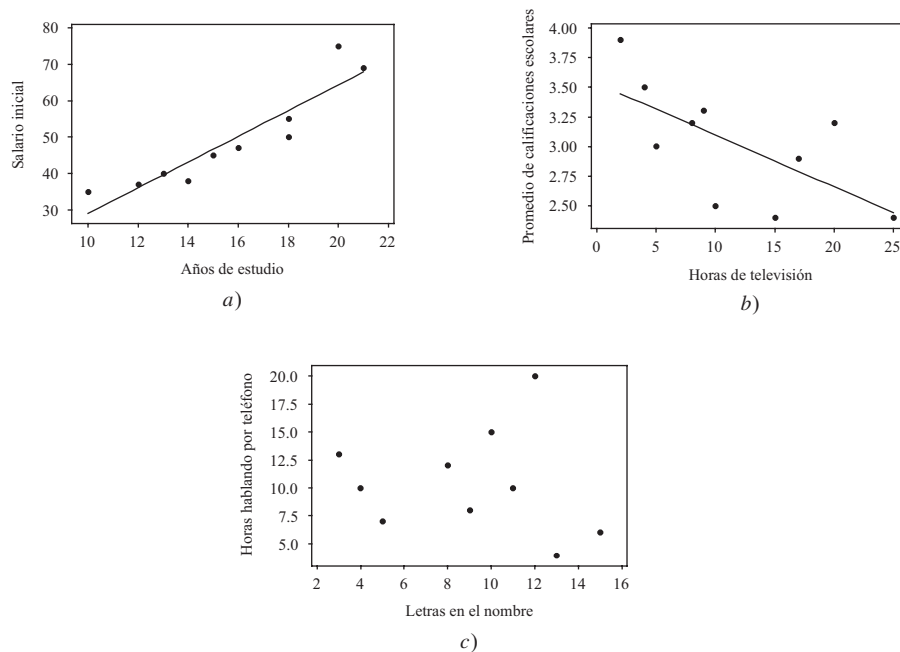 80
70
60
50
40
30
Salario inicial
10 12 14 16 18 20 22
Años de estudio
a)
4.00
3.75
3.50
3.25
3.00
2.75
2.50
Promedio de calificaciones escolares
0 5 10 15 20 25
Horas de televisión
b)
20.0
17.5
15.0
12.5
10.0
7.5
5.0
Horas hablando por teléfono
2 4 6 8 10 12 14 16
Letras en el nombre
c)